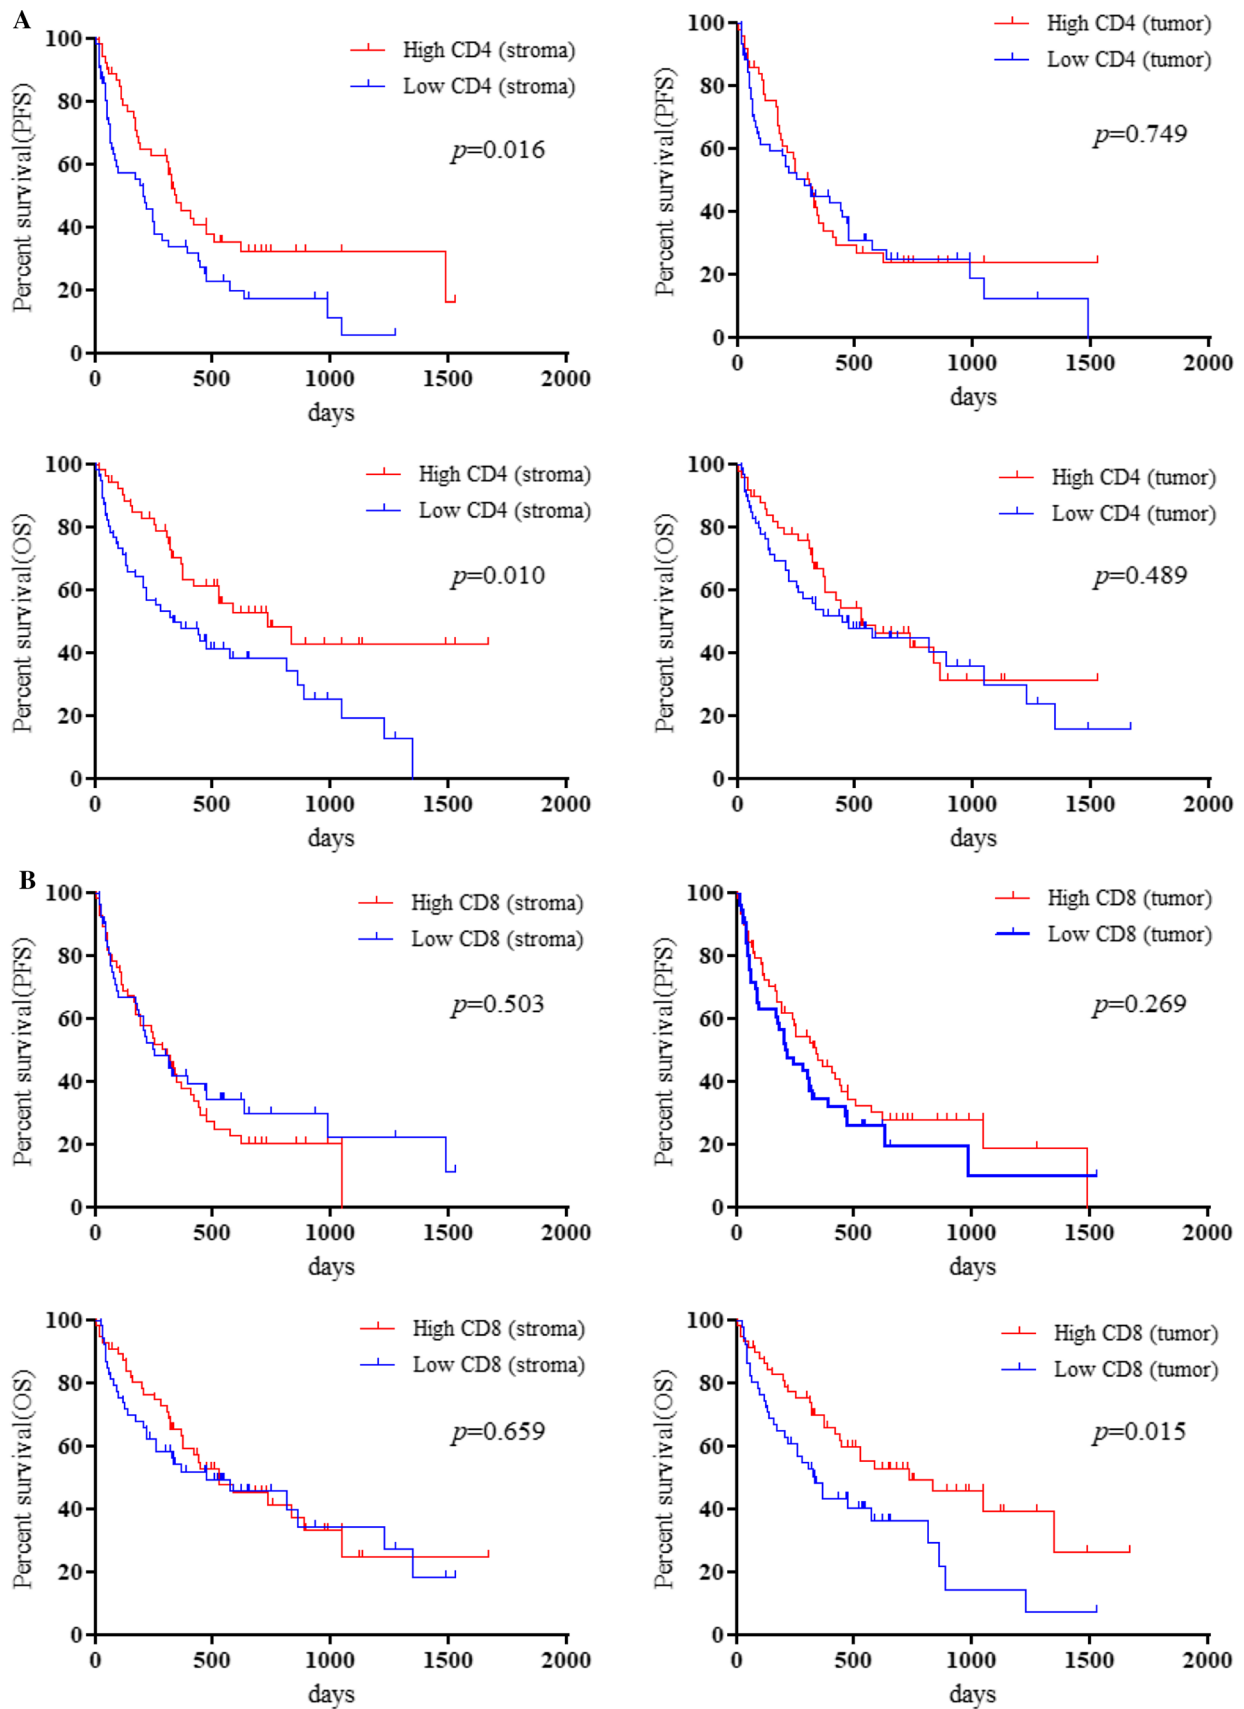 A
High CD4 (stroma)
Low CD4 (stroma)
p=0.016
Percent survival(PFS)
100
80
60
40
20
0
0 500 1000 1500 2000
days
High CD4 (tumor)
Low CD4 (tumor)
p=0.749
Percent survival(PFS)
100
80
60
40
20
0
0 500 1000 1500 2000
days
High CD4 (stroma)
Low CD4 (stroma)
p=0.010
Percent survival(OS)
100
80
60
40
20
0
0 500 1000 1500 2000
days
High CD4 (tumor)
Low CD4 (tumor)
p=0.489
Percent survival(OS)
100
80
60
40
20
0
0 500 1000 1500 2000
days
B
High CD8 (stroma)
Low CD8 (stroma)
p=0.503
Percent survival(PFS)
100
80
60
40
20
0
0 500 1000 1500 2000
days
High CD8 (tumor)
Low CD8 (tumor)
p=0.269
Percent survival(PFS)
100
80
60
40
20
0
0 500 1000 1500 2000
days
High CD8 (stroma)
Low CD8 (stroma)
p=0.659
Percent survival(OS)
100
80
60
40
20
0
0 500 1000 1500 2000
days
High CD8 (tumor)
Low CD8 (tumor)
p=0.015
Percent survival(OS)
100
80
60
40
20
0
0 500 1000 1500 2000
days